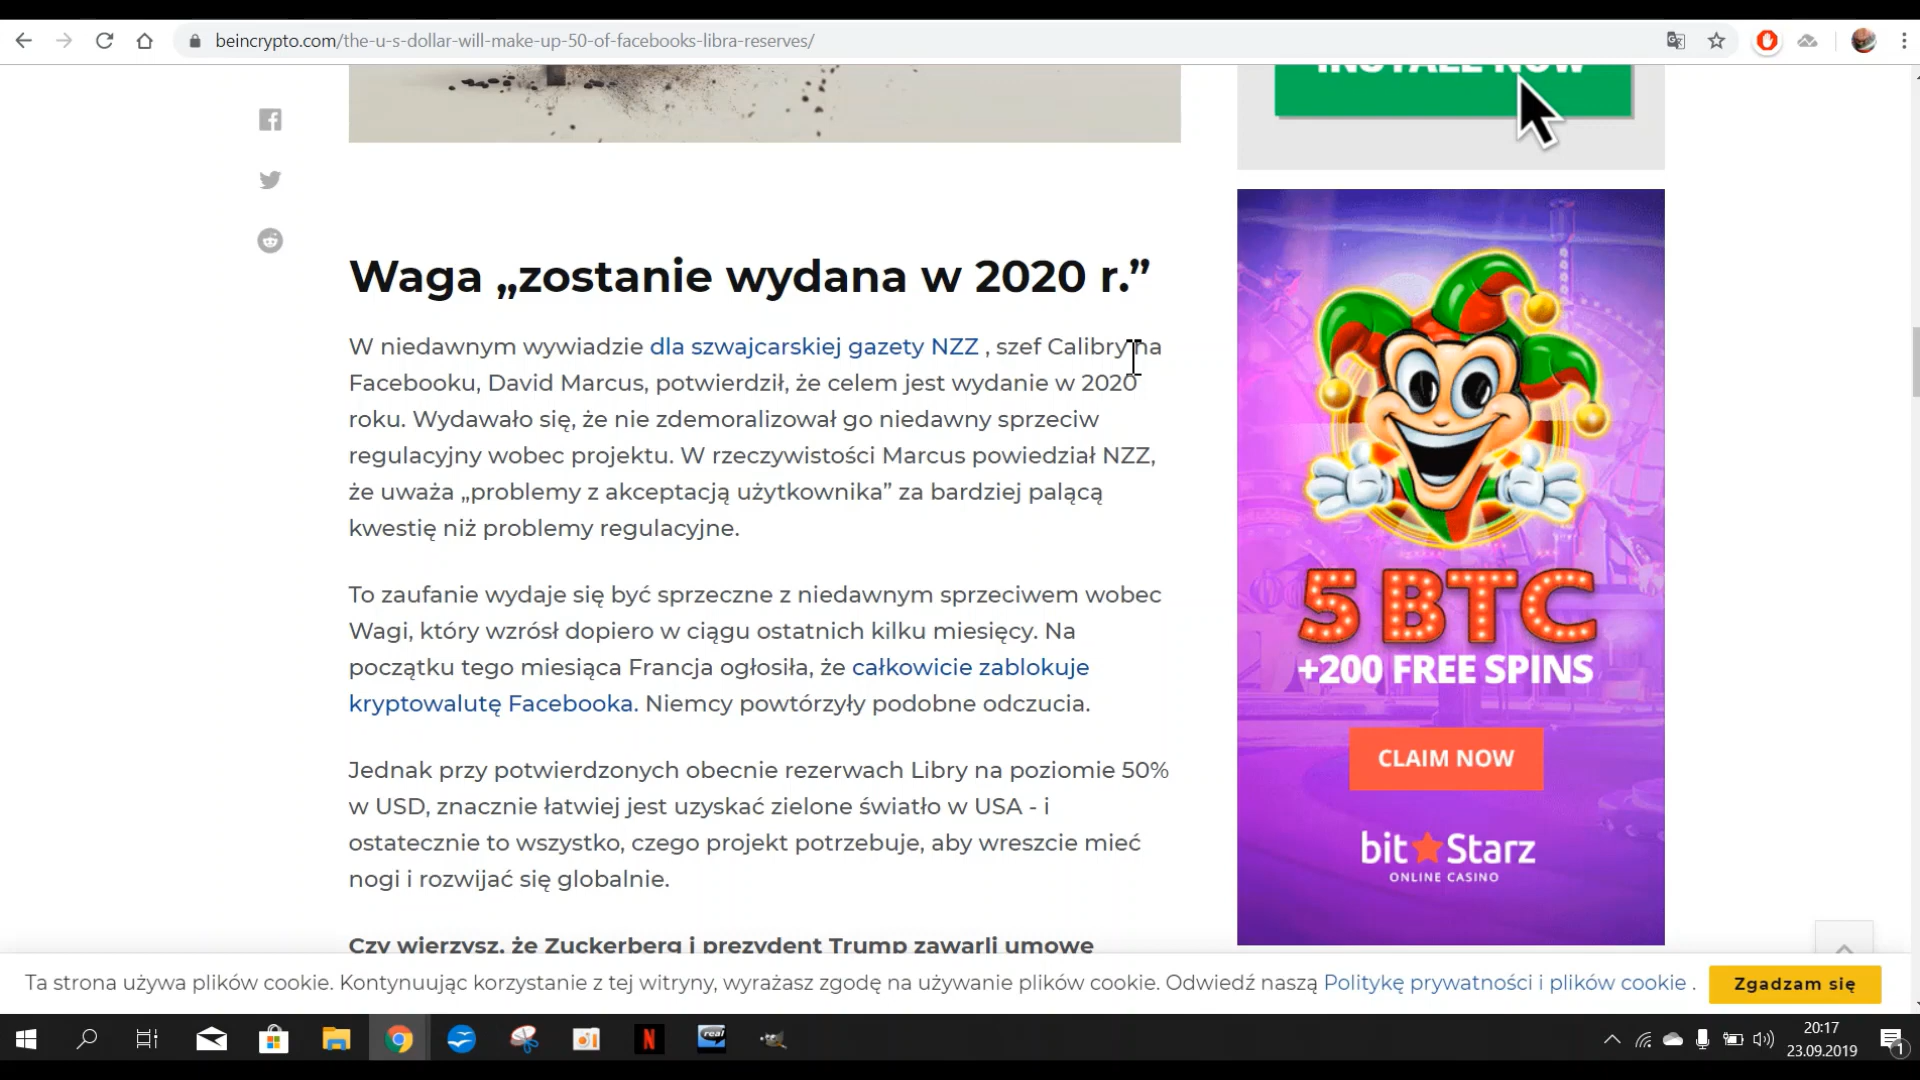 beincrypto.com/the-u-s-dollar-will-make-up-50-of-facebooks-libra-reserves/
INSTALL NOW
Waga „zostanie wydana w 2020 r.”
W niedawnym wywiadzie dla szwajcarskiej gazety NZZ , szef Calibry na
Facebooku, David Marcus, potwierdził, że celem jest wydanie w 2020
roku. Wydawało się, że nie zdemoralizował go niedawny sprzeciw
regulacyjny wobec projektu. W rzeczywistości Marcus powiedział NZZ,
że uważa „problemy z akceptacją użytkownika” za bardziej palącą
kwestię niż problemy regulacyjne.
To zaufanie wydaje się być sprzeczne z niedawnym sprzeciwem wobec
Wagi, który wzrósł dopiero w ciągu ostatnich kilku miesięcy. Na
początku tego miesiąca Francja ogłosiła, że całkowicie zablokuje
kryptowalutę Facebooka. Niemcy powtórzyły podobne odczucia.
Jednak przy potwierdzonych obecnie rezerwach Libry na poziomie 50%
w USD, znacznie łatwiej jest uzyskać zielone światło w USA - i
ostatecznie to wszystko, czego projekt potrzebuje, aby wreszcie mieć
nogi i rozwijać się globalnie.
Czy wierzysz, że Zuckerberg i prezydent Trump zawarli umowę
5 BTC
+200 FREE SPINS
CLAIM NOW
bit Starz
ONLINE CASINO
Ta strona używa plików cookie. Kontynuując korzystanie z tej witryny, wyrażasz zgodę na używanie plików cookie. Odwiedź naszą Politykę prywatności i plików cookie .
Zgadzam się
real
N
20:17
23.09.2019
1